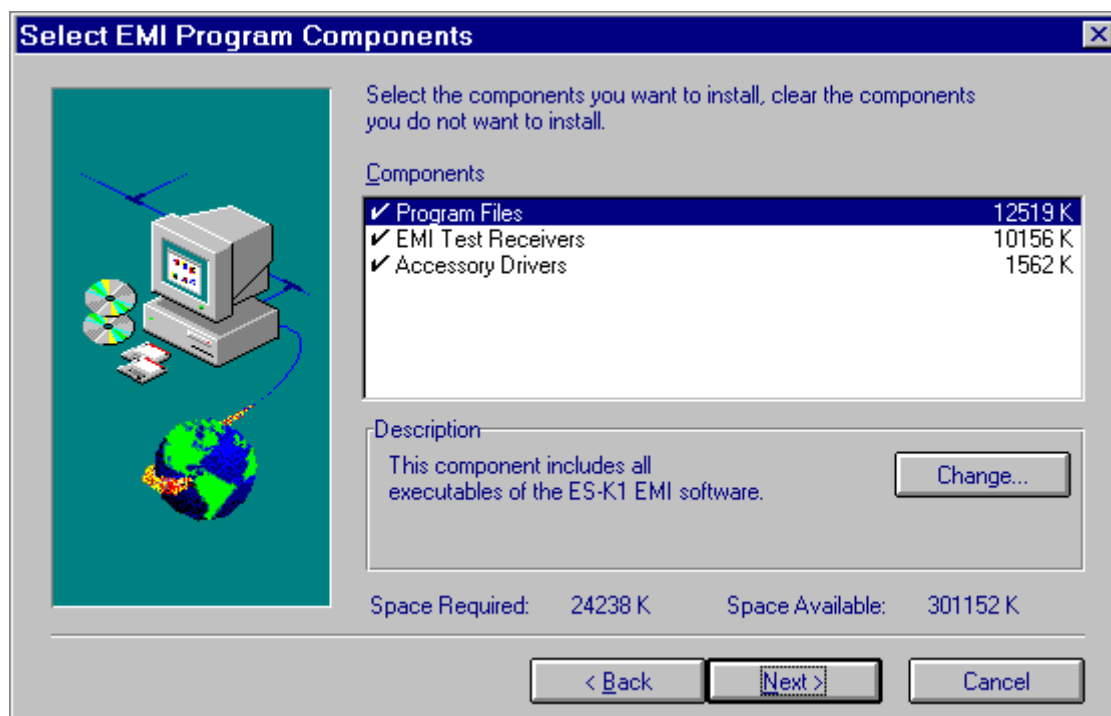 Select EMI Program Components
Select the components you want to install, clear the components
you do not want to install.
Components
✔ Program Files 12519 K
✔ EMI Test Receivers 10156 K
✔ Accessory Drivers 1562 K
Description
This component includes all
executables of the ES-K1 EMI software.
Change...
Space Required: 24238 K Space Available: 301152 K
< Back Next > Cancel